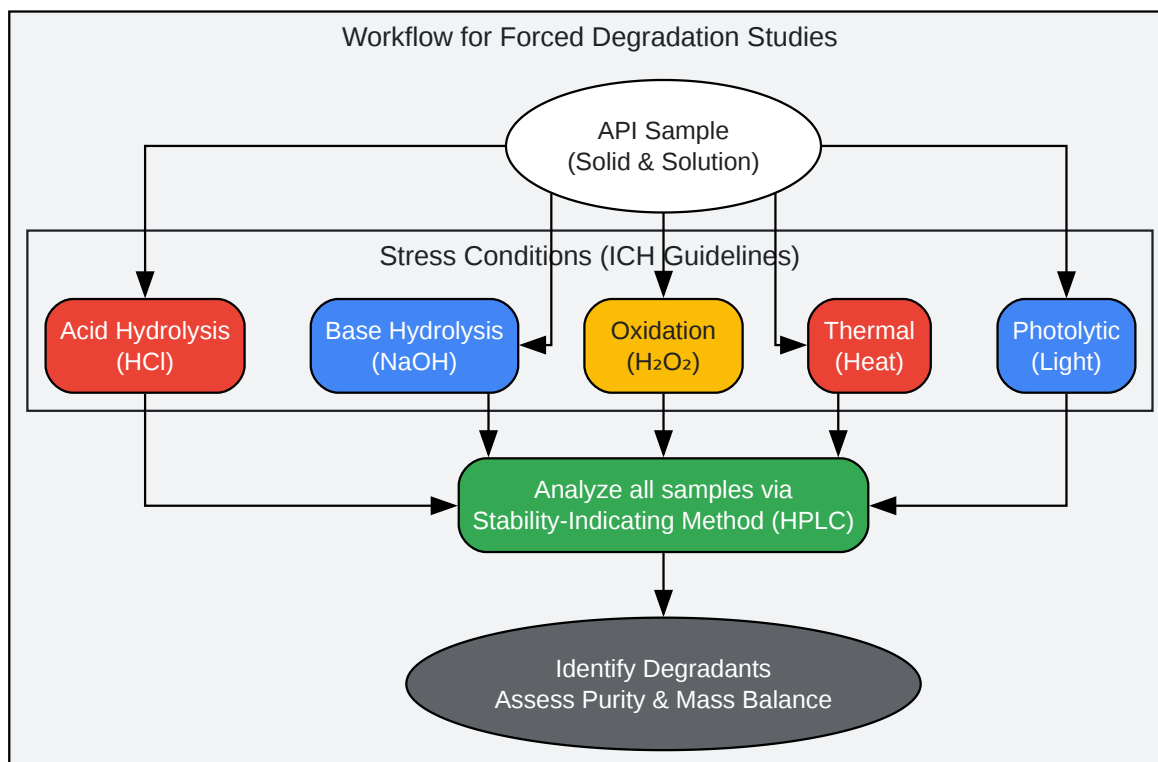 Workflow for Forced Degradation Studies
API Sample
(Solid & Solution)
Stress Conditions (ICH Guidelines)
Acid Hydrolysis
(HCl)
Base Hydrolysis
(NaOH)
Oxidation
(H₂O₂)
Thermal
(Heat)
Photolytic
(Light)
Analyze all samples via
Stability-Indicating Method (HPLC)
Identify Degradants
Assess Purity & Mass Balance